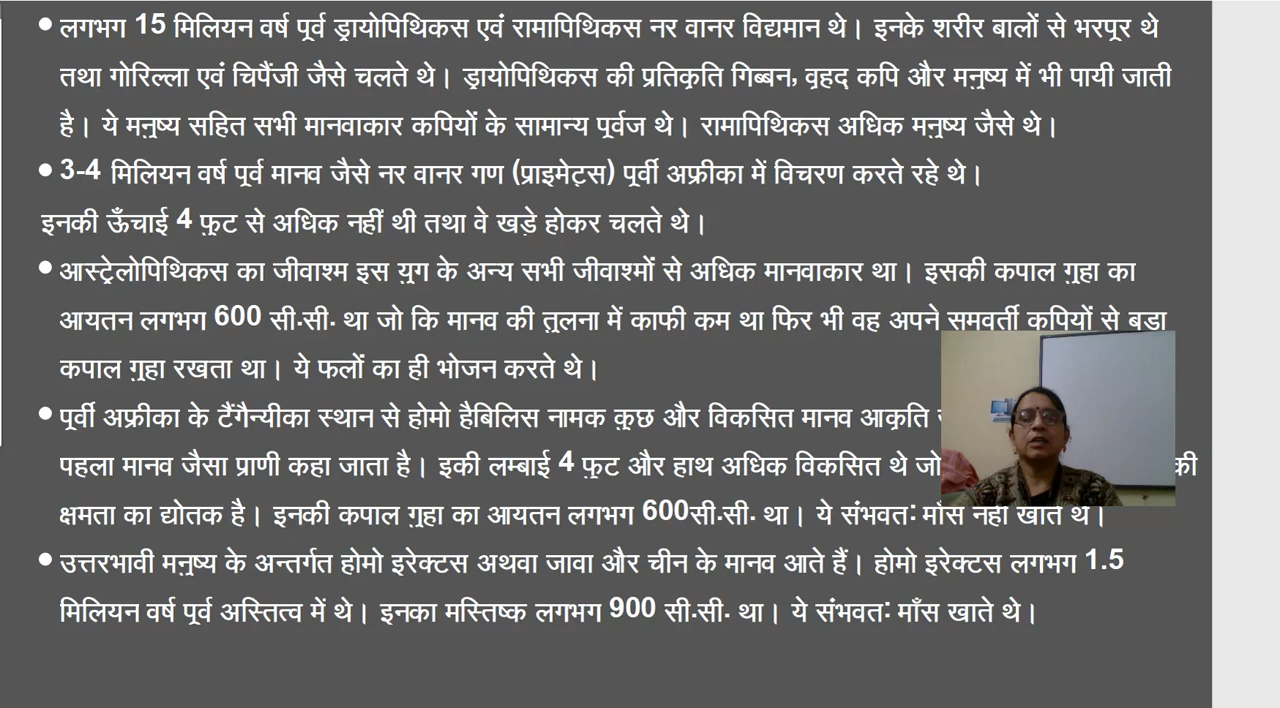 • लगभग 15 मिलियन वर्ष पूर्व ड्रायोपिथिकस एवं रामापिथिकस नर वानर विद्यमान थे। इनके शरीर बालों से भरपूर थे
तथा गोरिल्ला एवं चिपैंजी जैसे चलते थे। ड्रायोपिथिकस की प्रतिकृति गिब्बन, वृहद् कपि और मनुष्य में भी पायी जाती
है। ये मनुष्य सहित सभी मानवाकार कपियों के सामान्य पूर्वज थे। रामापिथिकस अधिक मनुष्य जैसे थे।
• 3-4 मिलियन वर्ष पूर्व मानव जैसे नर वानर गण (प्राइमेट्स) पूर्वी अफ्रीका में विचरण करते रहे थे।
इनकी ऊँचाई 4 फुट से अधिक नहीं थी तथा वे खड़े होकर चलते थे।
• आस्ट्रेलोपिथिकस का जीवाश्म इस युग के अन्य सभी जीवाश्मों से अधिक मानवाकार था। इसकी कपाल गुहा का
आयतन लगभग 600 सी.सी. था जो कि मानव की तुलना में काफी कम था फिर भी वह अपने समवर्ती कपियों से बड़ा
कपाल गुहा रखता था। ये फलों का ही भोजन करते थे।
• पूर्वी अफ्रीका के टैंगैन्यीका स्थान से होमो हैबिलिस नामक कुछ और विकसित मानव आकृति
पहला मानव जैसा प्राणी कहा जाता है। इकी लम्बाई 4 फुट और हाथ अधिक विकसित थे जो की
क्षमता का द्योतक है। इनकी कपाल गुहा का आयतन लगभग 600सी.सी. था। ये संभवत: माँस नहीं खाते थे।
• उत्तरभावी मनुष्य के अन्तर्गत होमो इरेक्टस अथवा जावा और चीन के मानव आते हैं। होमो इरेक्टस लगभग 1.5
मिलियन वर्ष पूर्व अस्तित्व में थे। इनका मस्तिष्क लगभग 900 सी.सी. था। ये संभवत: माँस खाते थे।